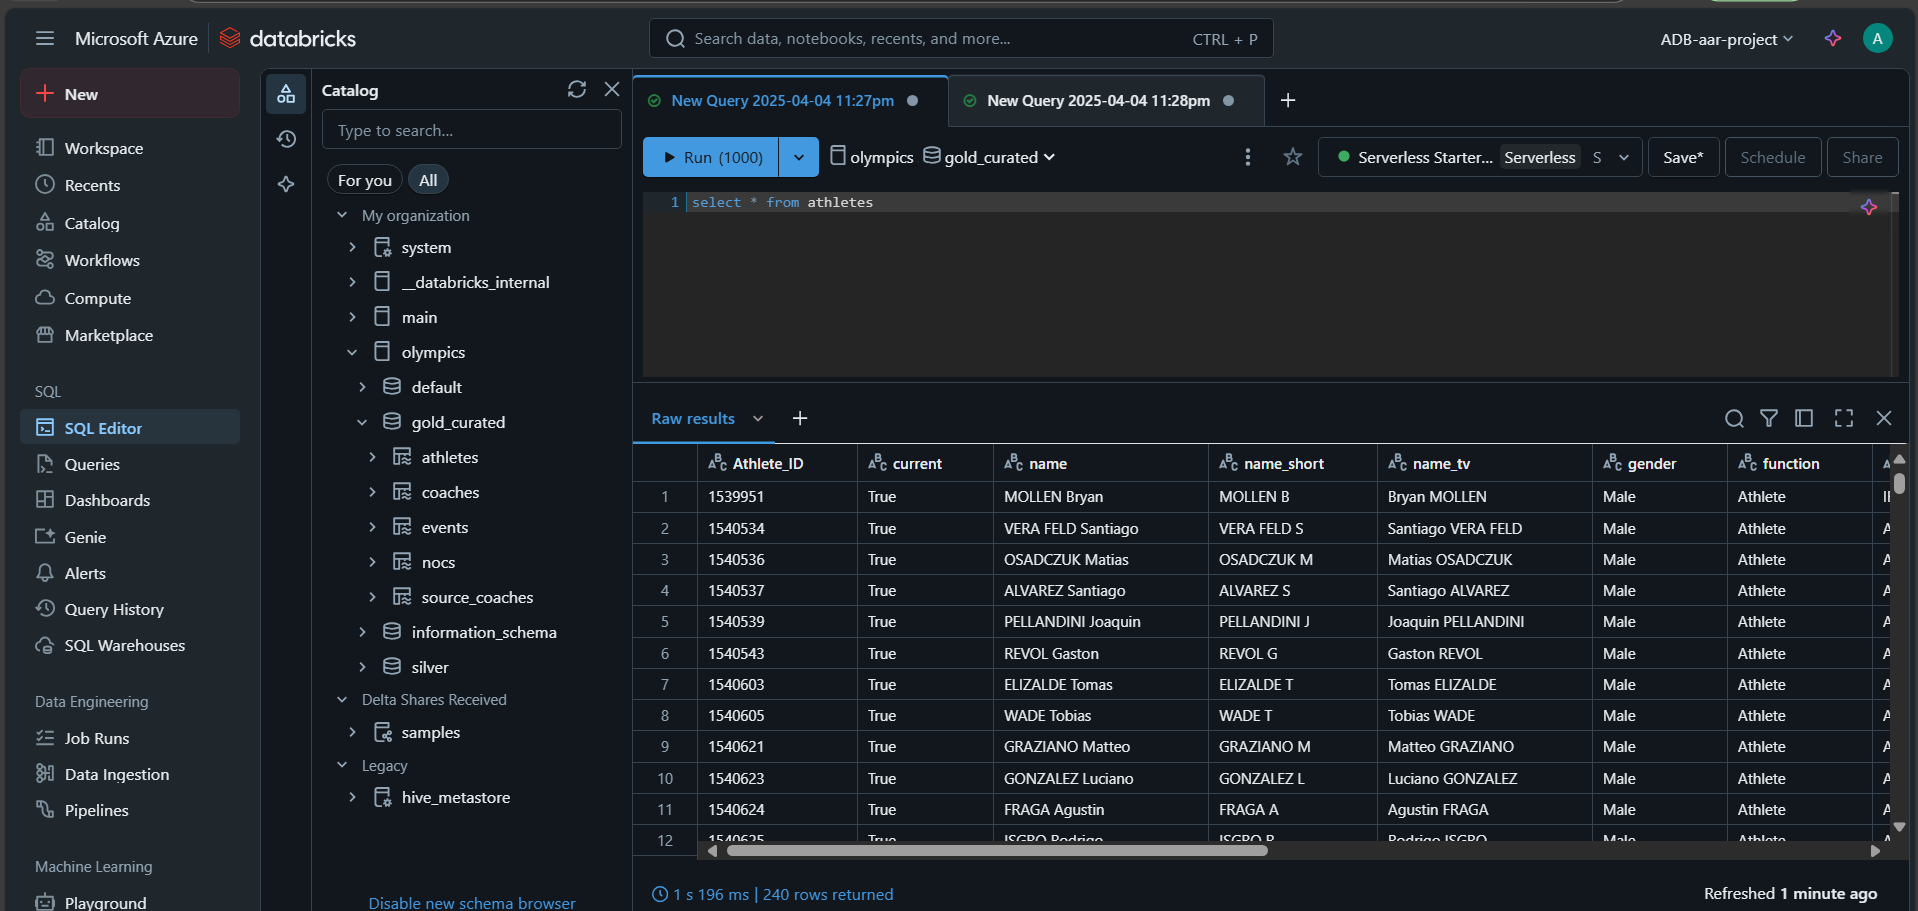 Microsoft Azure databricks
Search data, notebooks, recents, and more... CTRL + P
ADB-aar-project
A
New
Workspace
Recents
Catalog
Workflows
Compute
Marketplace
SQL
SQL Editor
Queries
Dashboards
Genie
Alerts
Query History
SQL Warehouses
Data Engineering
Job Runs
Data Ingestion
Pipelines
Machine Learning
Playground
Catalog
Type to search...
For you All
My organization
system
__databricks_internal
main
olympics
default
gold_curated
athletes
coaches
events
nocs
source_coaches
information_schema
silver
Delta Shares Received
samples
Legacy
hive_metastore
Disable new schema browser
New Query 2025-04-04 11:27pm
New Query 2025-04-04 11:28pm
Run (1000) olympics gold_curated
Serverless Starter... Serverless S
Save* Schedule Share
1 select * from athletes
Raw results
Athlete_ID current name name_short name_tv gender function
1 1539951 True MOLLEN Bryan MOLLEN B Bryan MOLLEN Male Athlete
2 1540534 True VERA FELD Santiago VERA FELD S Santiago VERA FELD Male Athlete A
3 1540536 True OSADCZUK Matias OSADCZUK M Matias OSADCZUK Male Athlete A
4 1540537 True ALVAREZ Santiago ALVAREZ S Santiago ALVAREZ Male Athlete A
5 1540539 True PELLANDINI Joaquin PELLANDINI J Joaquin PELLANDINI Male Athlete A
6 1540543 True REVOL Gaston REVOL G Gaston REVOL Male Athlete A
7 1540603 True ELIZALDE Tomas ELIZALDE T Tomas ELIZALDE Male Athlete A
8 1540605 True WADE Tobias WADE T Tobias WADE Male Athlete A
9 1540621 True GRAZIANO Matteo GRAZIANO M Matteo GRAZIANO Male Athlete A
10 1540623 True GONZALEZ Luciano GONZALEZ L Luciano GONZALEZ Male Athlete A
11 1540624 True FRAGA Agustin FRAGA A Agustin FRAGA Male Athlete A
12 1540625 True ISGRO Rodrigo ISGRO R Rodrigo ISGRO Male Athlete A
1 s 196 ms | 240 rows returned
Refreshed 1 minute ago